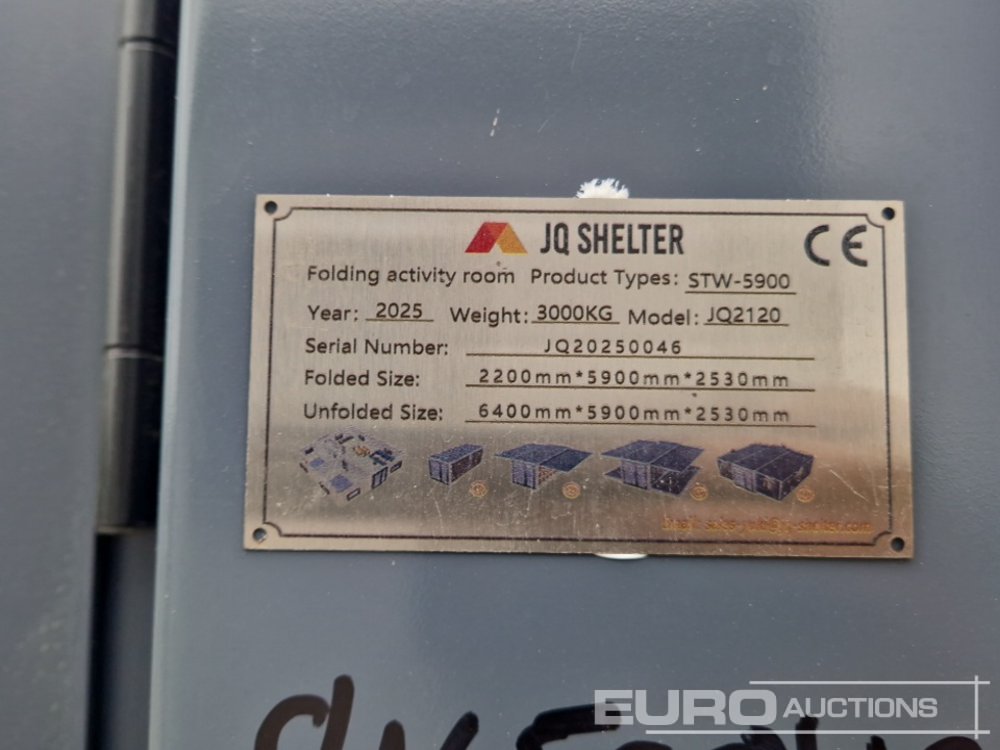 JQ SHELTER CE
Folding activity room Product Types: STW-5900
Year: 2025 Weight: 3000KG Model: JQ2120
Serial Number: JQ20250046
Folded Size: 2200mm*5900mm*2530mm
Unfolded Size: 6400mm*5900mm*2530mm
EURO AUCTIONS